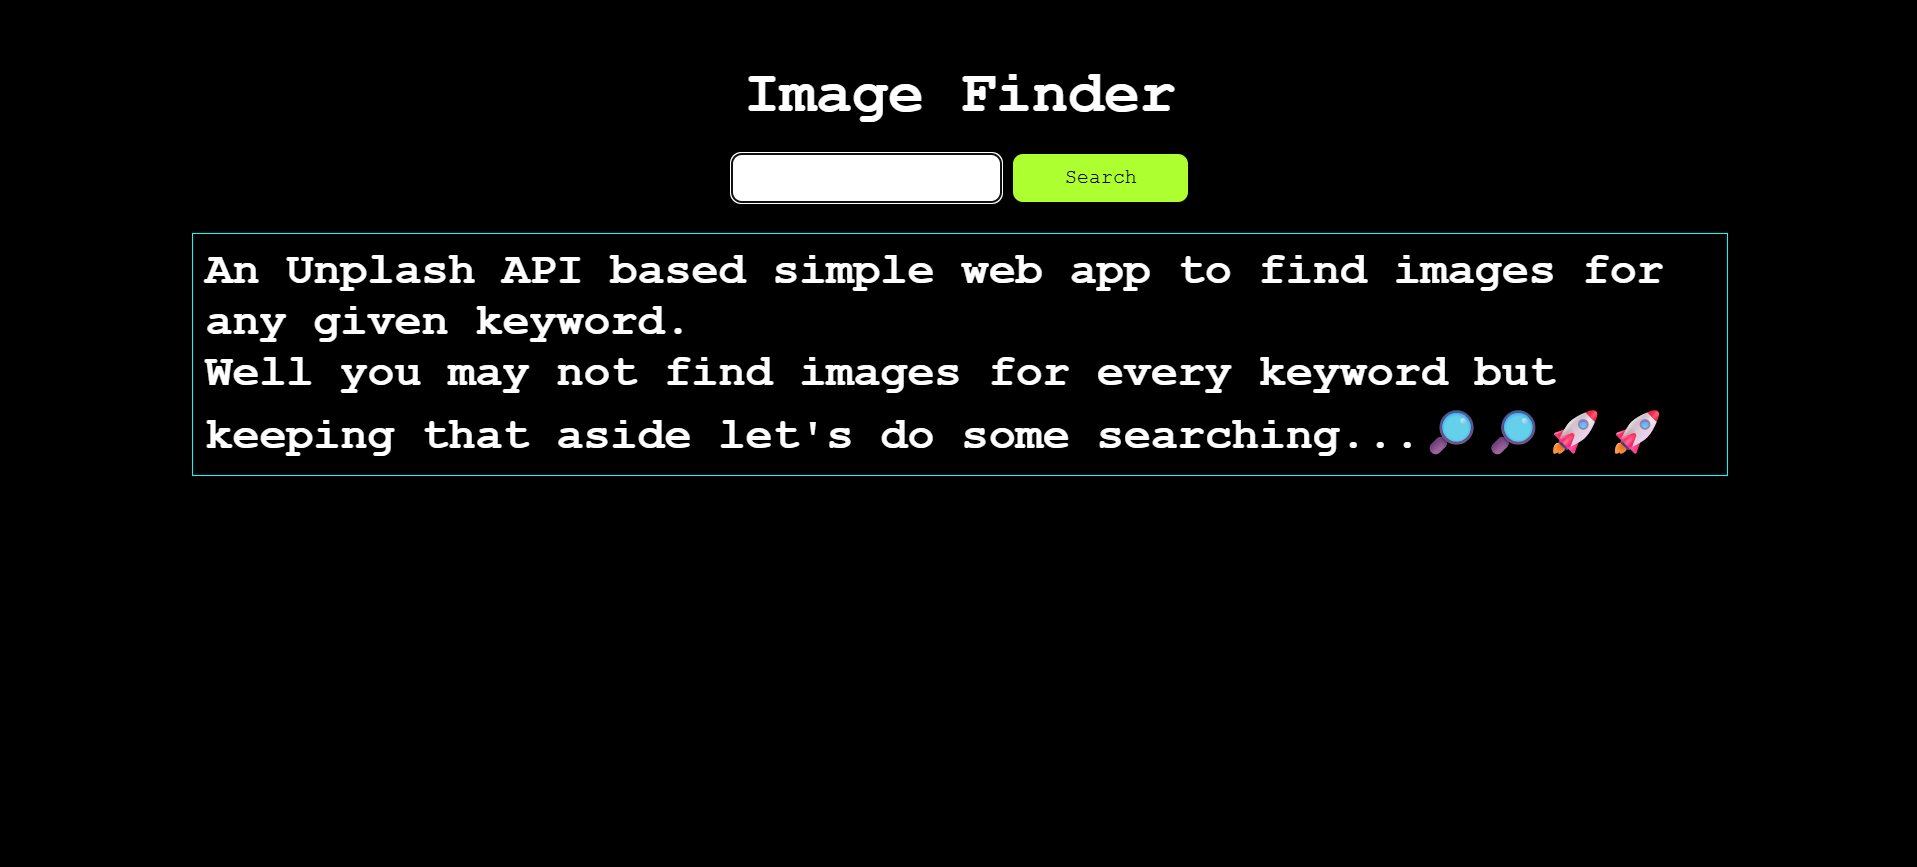 Image Finder
Search
An Unplash API based simple web app to find images for
any given keyword.
Well you may not find images for every keyword but
keeping that aside let's do some searching...🔎🔎🚀🚀